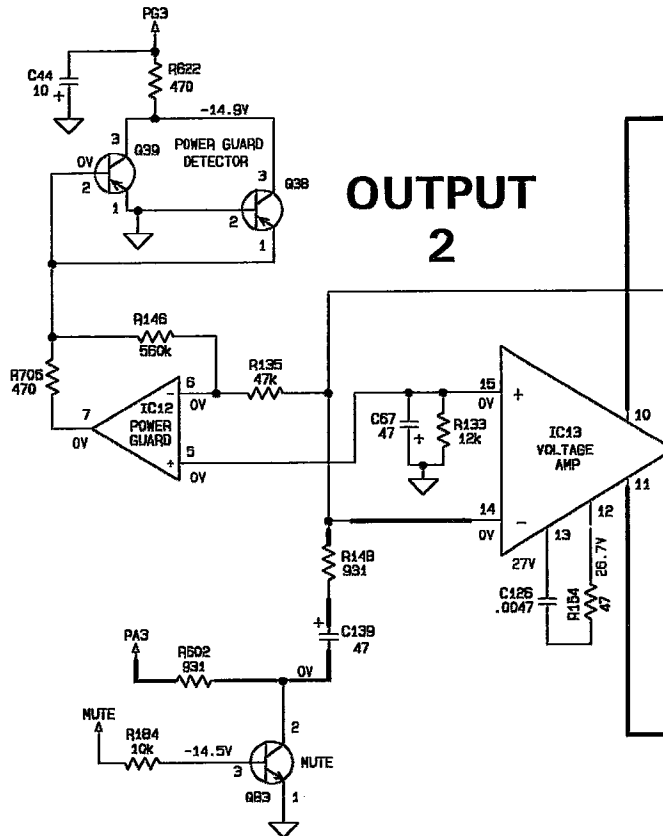 PG3
C44
10
+
R622
470
-14.9V
3
POWER GUARD
DETECTOR
Q39
0V
2
1
3
Q38
2
1
OUTPUT
2
R146
560k
R135
47k
R705
470
7
0V
IC12
POWER
GUARD
-
6
0V
+
5
0V
C67
47
+
R133
12k
15
0V
+
IC13
VOLTAGE
AMP
10
11
14
0V
-
12
13
27V
26.7V
C126
.0047
R154
47
R148
931
+
C139
47
PA3
R602
931
0V
MUTE
R184
10k
-14.5V
2
3
MUTE
QB3
1